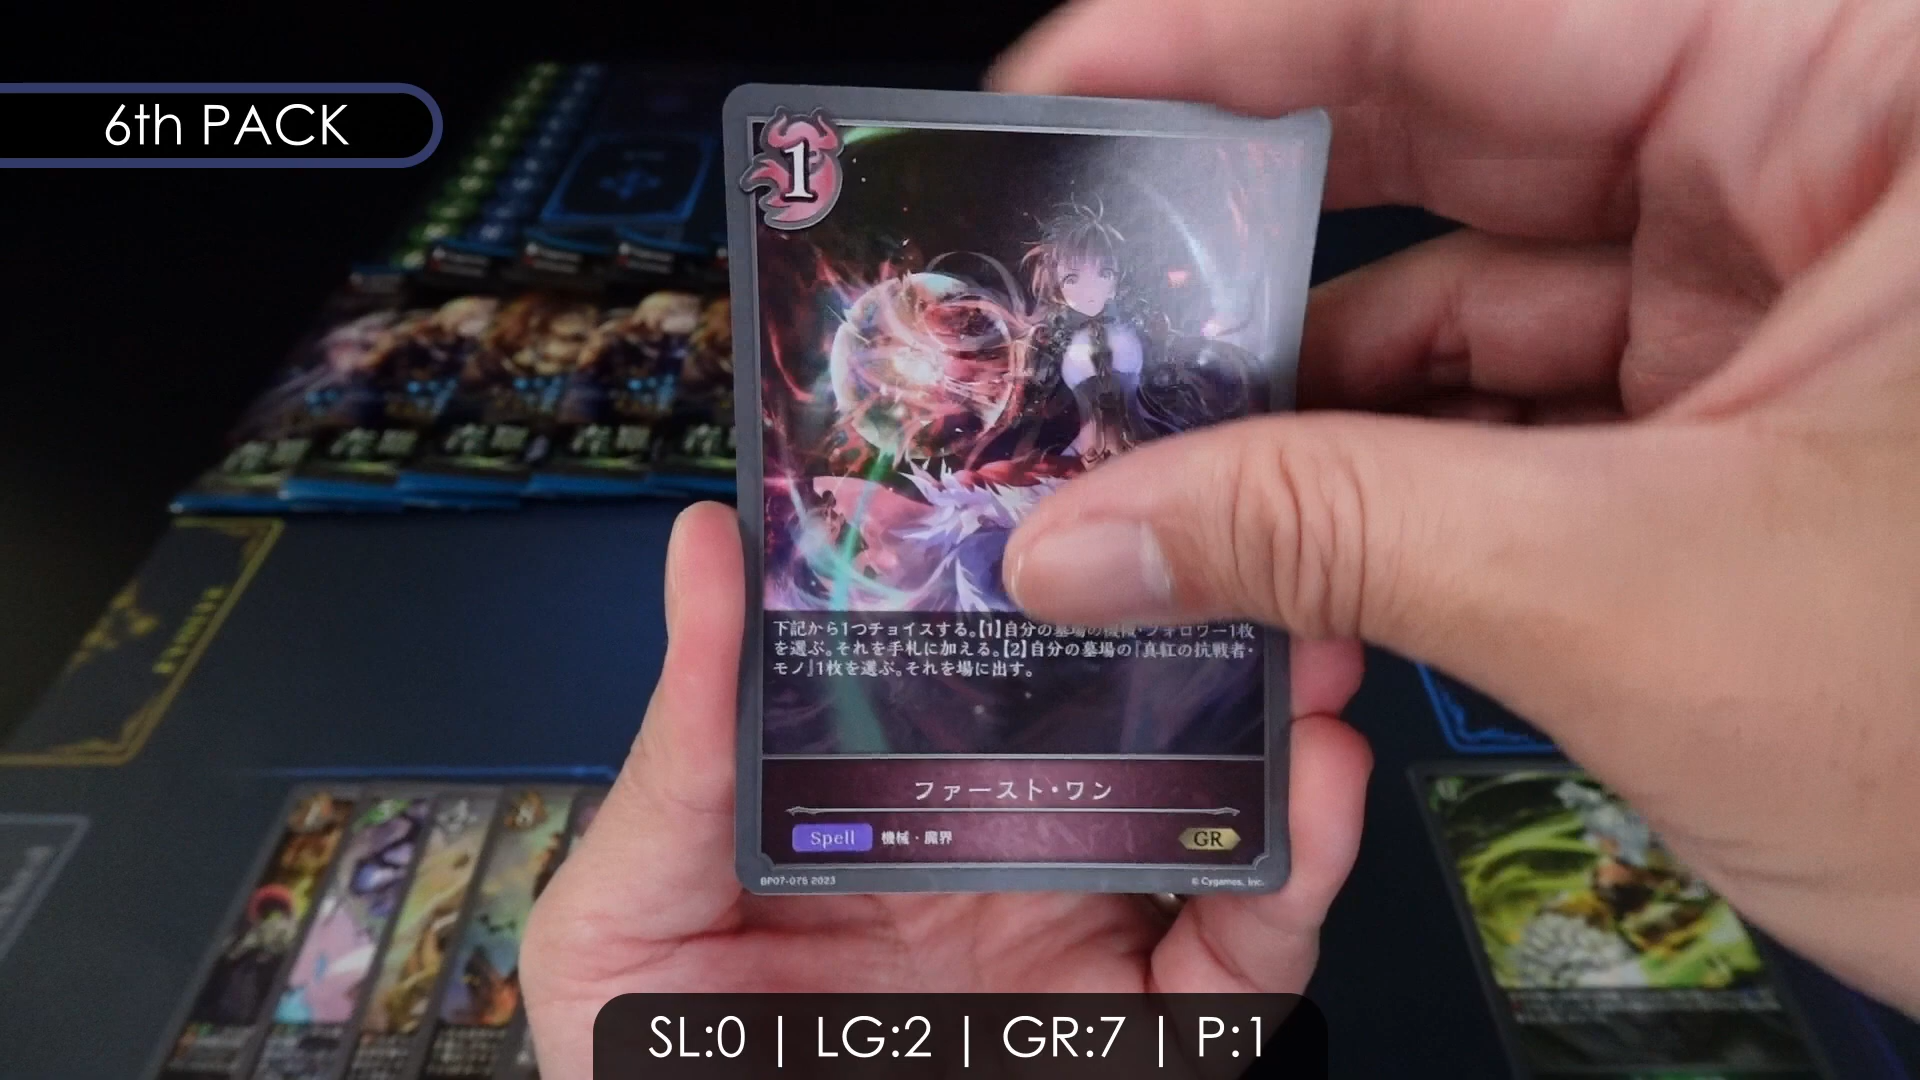 6th PACK
1
下記から1つチョイスする。【1】自分の墓場の機械・フォロワー1枚
を選ぶ。それを手札に加える。【2】自分の墓場の『真紅の抗戦者・
モノ』1枚を選ぶ。それを場に出す。
ファースト・ワン
Spell 機械・魔界 GR
BP07-075 2023 © Cygames, Inc.
SL:0 | LG:2 | GR:7 | P:1